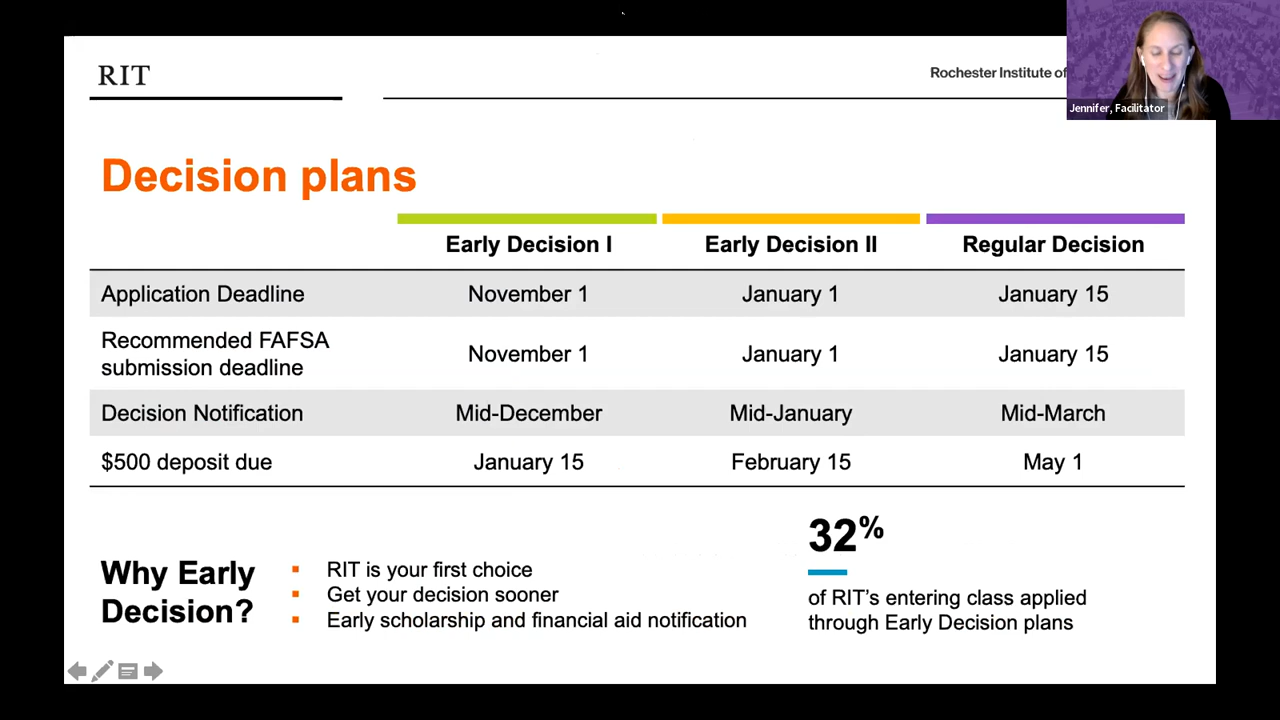 RIT
Rochester Institute of
Jennifer, Facilitator
Decision plans
Early Decision I Early Decision II Regular Decision
Application Deadline November 1 January 1 January 15
Recommended FAFSA
submission deadline November 1 January 1 January 15
Decision Notification Mid-December Mid-January Mid-March
$500 deposit due January 15 February 15 May 1
Why Early
Decision?
▪ RIT is your first choice
▪ Get your decision sooner
▪ Early scholarship and financial aid notification
32%
of RIT's entering class applied
through Early Decision plans